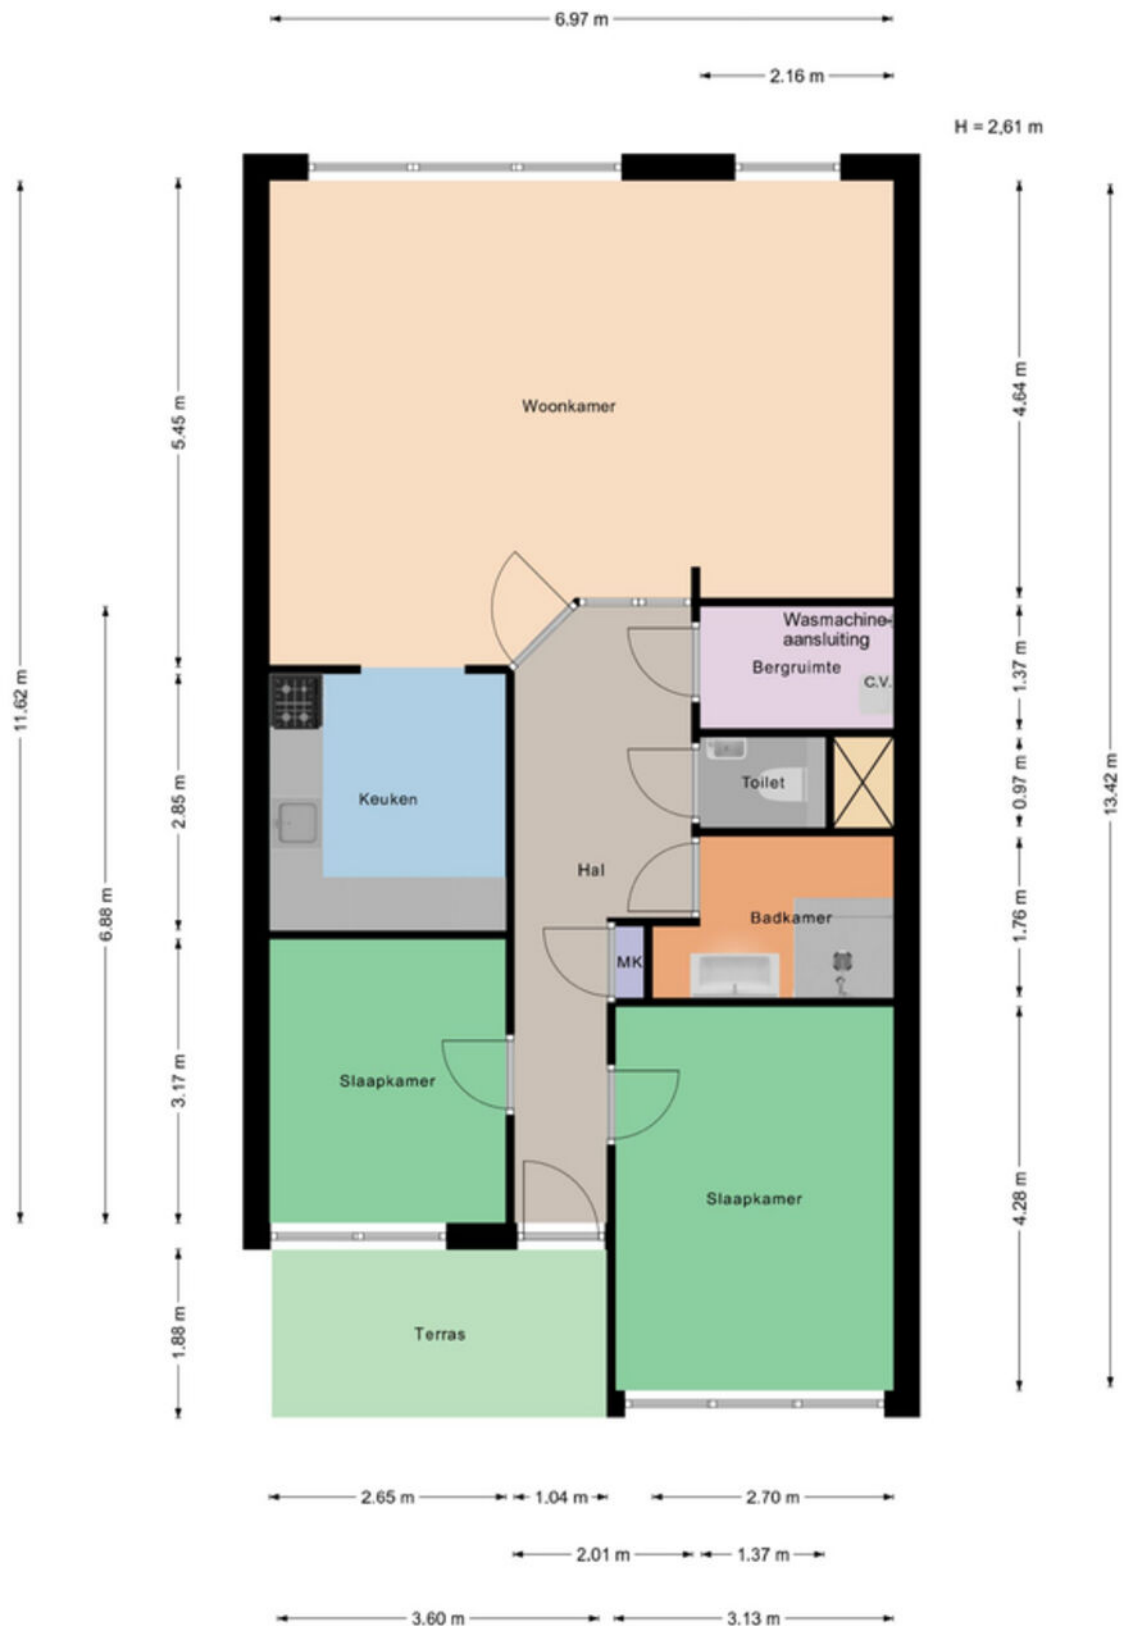 6.97 m
2.16 m
H = 2,61 m
11.62 m
6.88 m
5.45 m
2.85 m
3.17 m
1.88 m
Woonkamer
Wasmachine-
aansluiting
Bergruimte
C.V.
Toilet
Keuken
Hal
Badkamer
MK
Slaapkamer
Slaapkamer
Terras
4.64 m
1.37 m
0.97 m
1.76 m
4.28 m
13.42 m
2.65 m
1.04 m
2.70 m
2.01 m
1.37 m
3.60 m
3.13 m